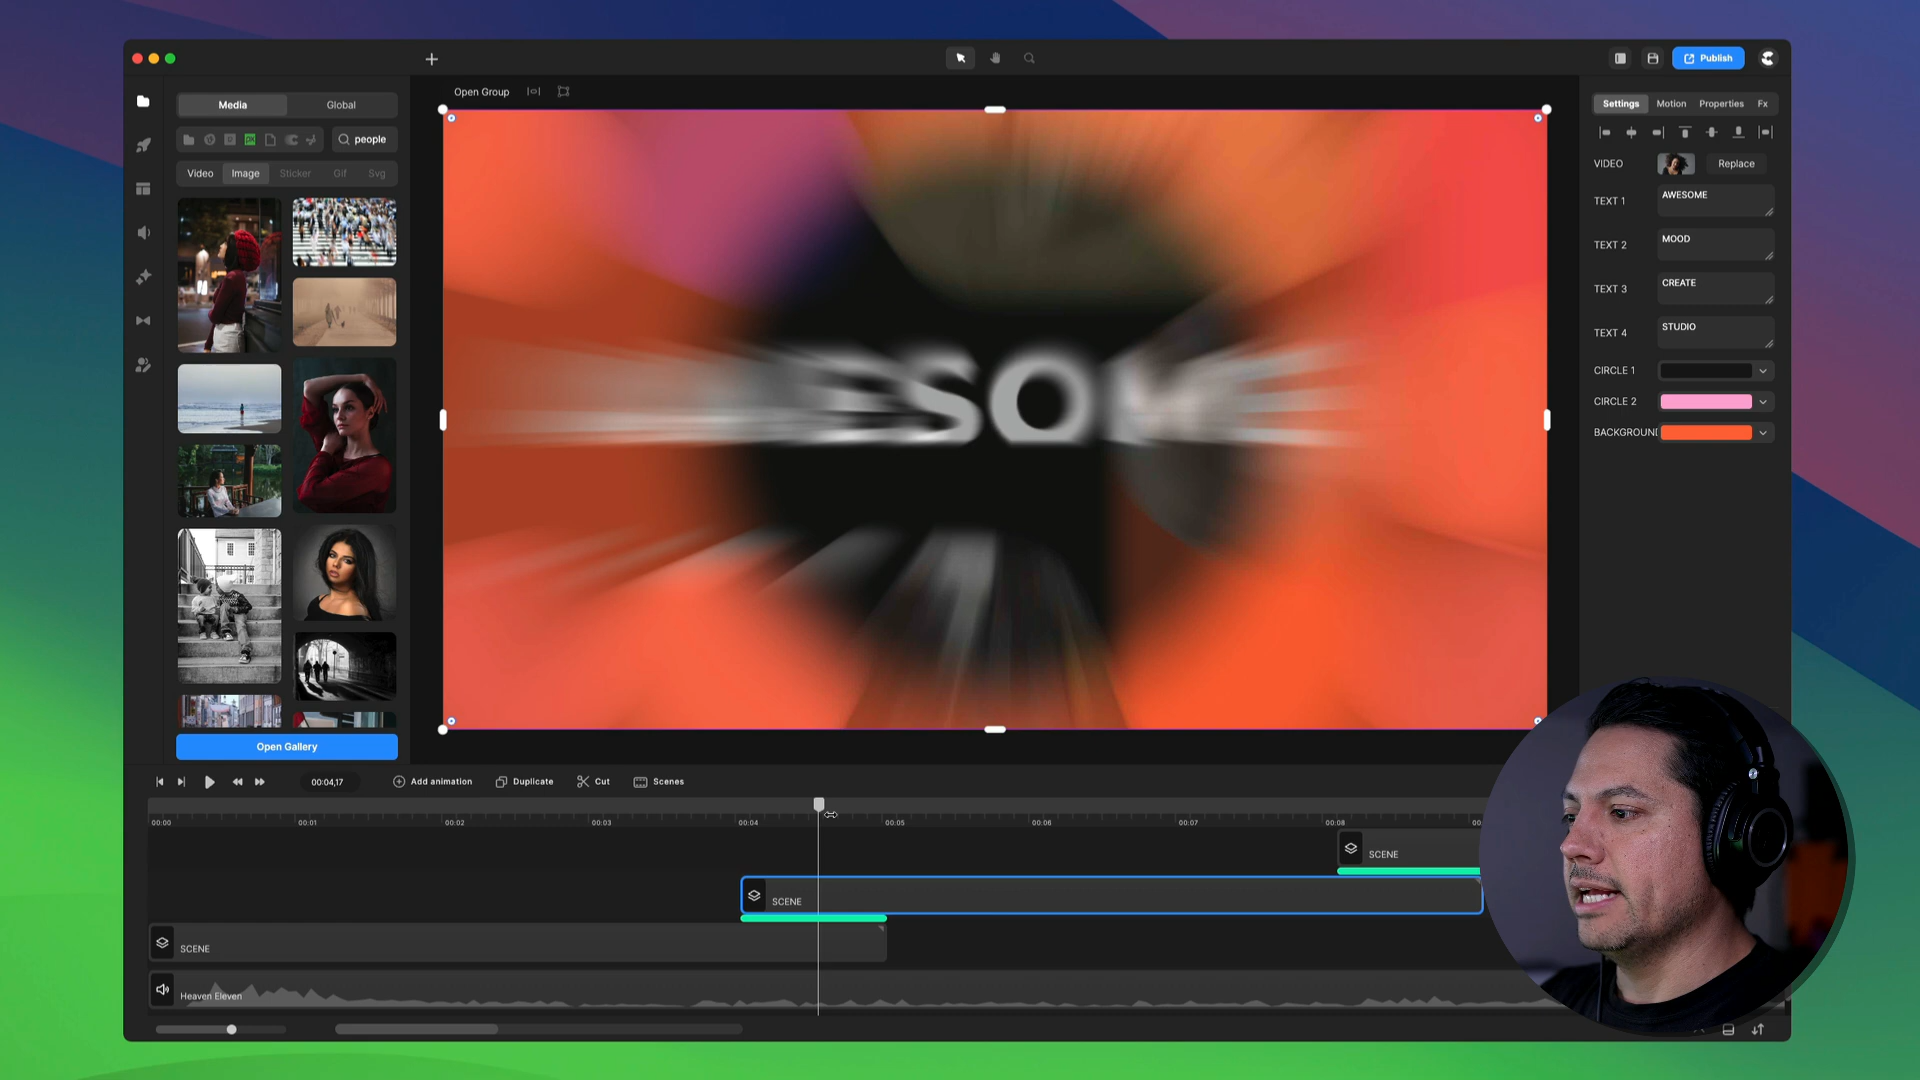 Publish
Open Group
Media Global
Settings Motion Properties Fx
people
Video Image Sticker Gif Svg
VIDEO Replace
TEXT 1 AWESOME
TEXT 2 MOOD
TEXT 3 CREATE
TEXT 4 STUDIO
CIRCLE 1
CIRCLE 2
BACKGROUND
ESOM
Open Gallery
00:04,17 Add animation Duplicate Cut Scenes
00:00 00:01 00:02 00:03 00:04 00:05 00:06 00:07 00:08 00:
SCENE
SCENE
SCENE
Heaven Eleven